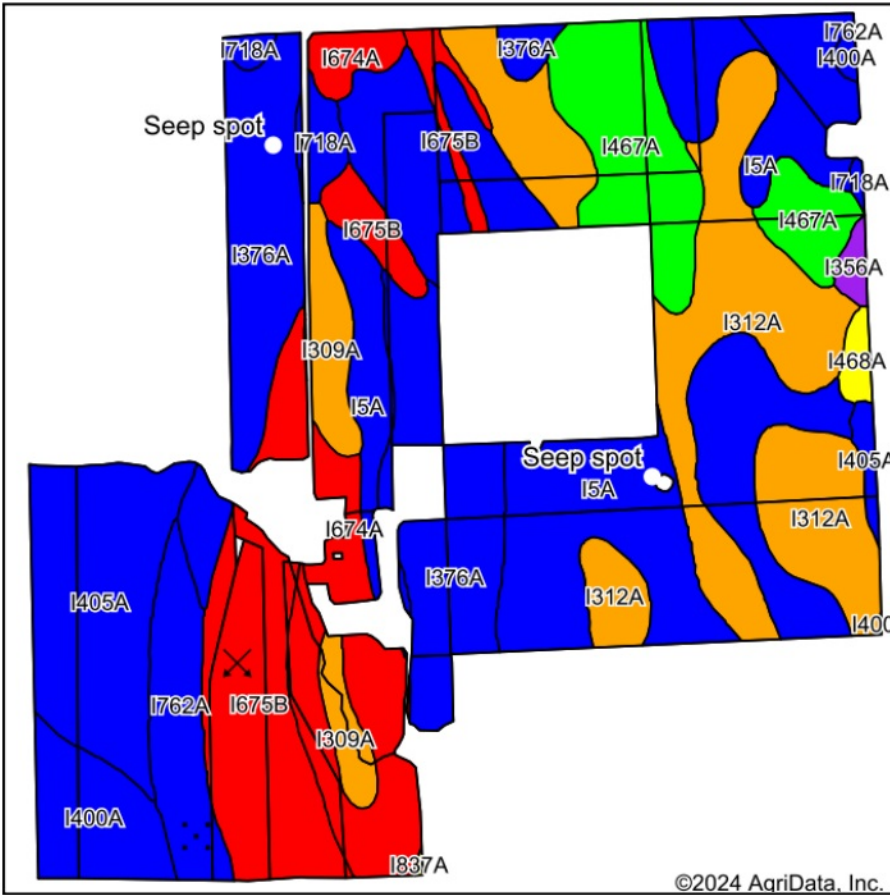 I718A
I674A
I376A
I762A
I400A
Seep spot
I718A
I675B
I467A
I5A
I718A
I675B
I467A
I376A
I356A
I312A
I309A
I468A
I5A
Seep spot
I405A
I5A
I312A
I674A
I376A
I405A
I312A
I400
I762A
I675B
I309A
I400A
I837A
©2024 AgriData, Inc.